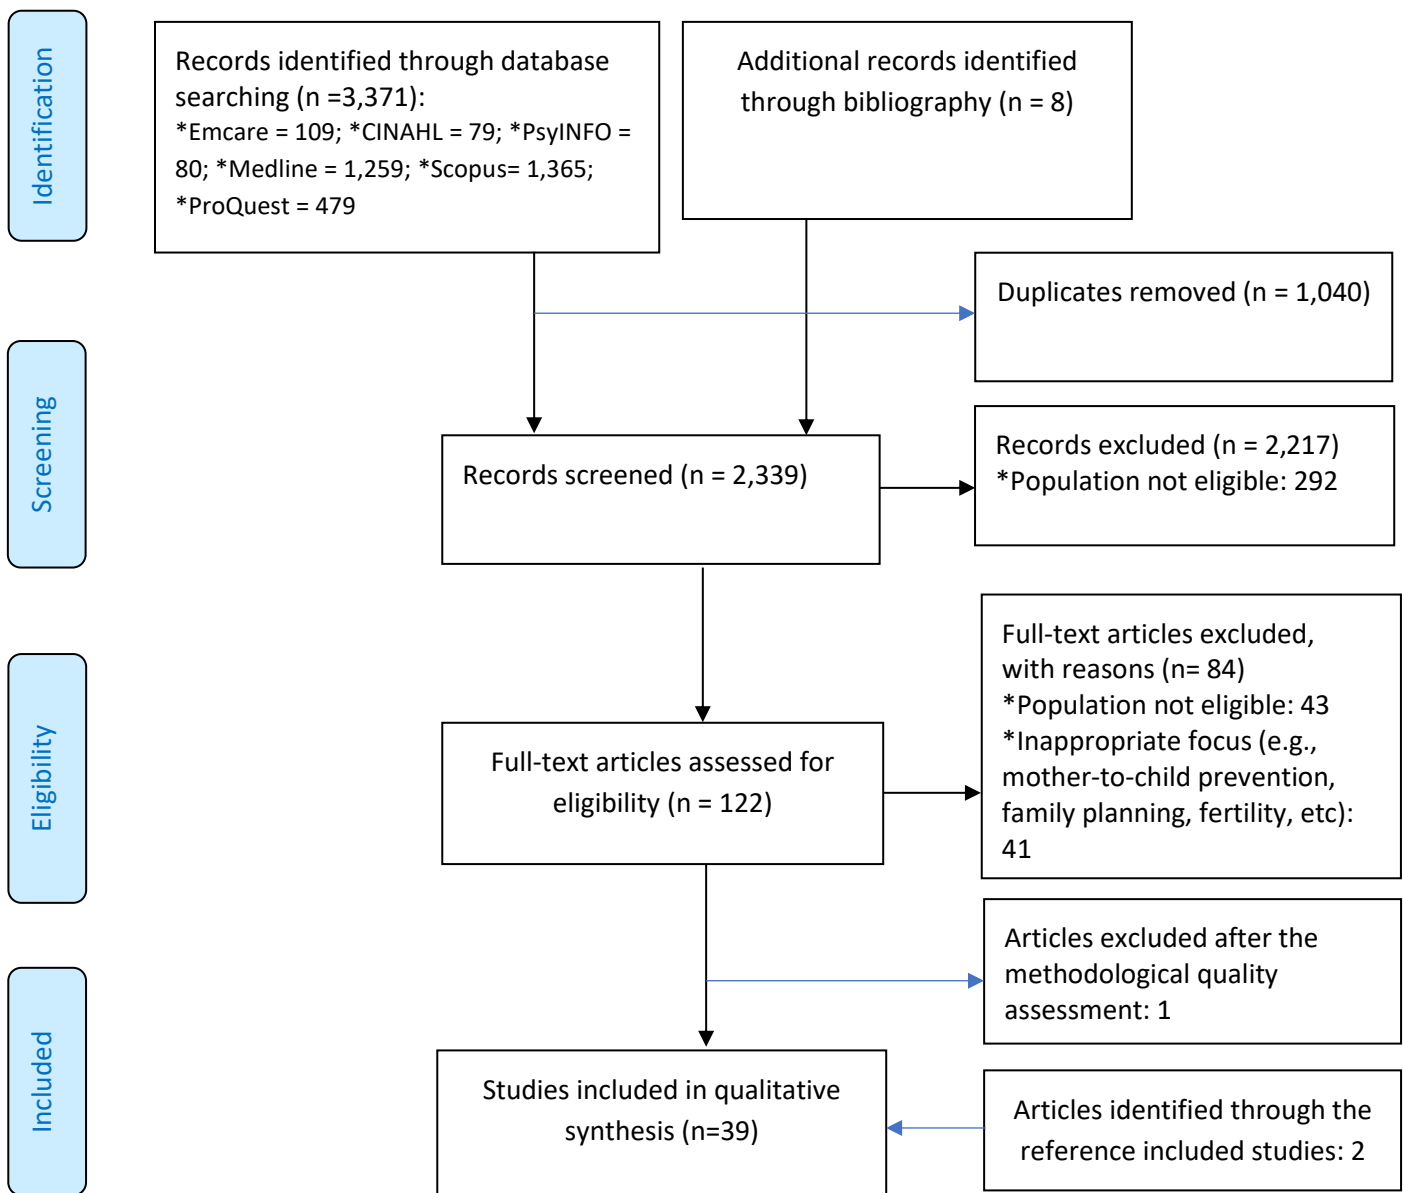 Identification
Records identified through database
searching (n =3,371):
*Emcare = 109; *CINAHL = 79; *PsyINFO =
80; *Medline = 1,259; *Scopus= 1,365;
*ProQuest = 479
Additional records identified
through bibliography (n = 8)
Duplicates removed (n = 1,040)
Screening
Records screened (n = 2,339)
Records excluded (n = 2,217)
*Population not eligible: 292
Eligibility
Full-text articles assessed for
eligibility (n = 122)
Full-text articles excluded,
with reasons (n= 84)
*Population not eligible: 43
*Inappropriate focus (e.g.,
mother-to-child prevention,
family planning, fertility, etc):
41
Articles excluded after the
methodological quality
assessment: 1
Included
Studies included in qualitative
synthesis (n=39)
Articles identified through the
reference included studies: 2